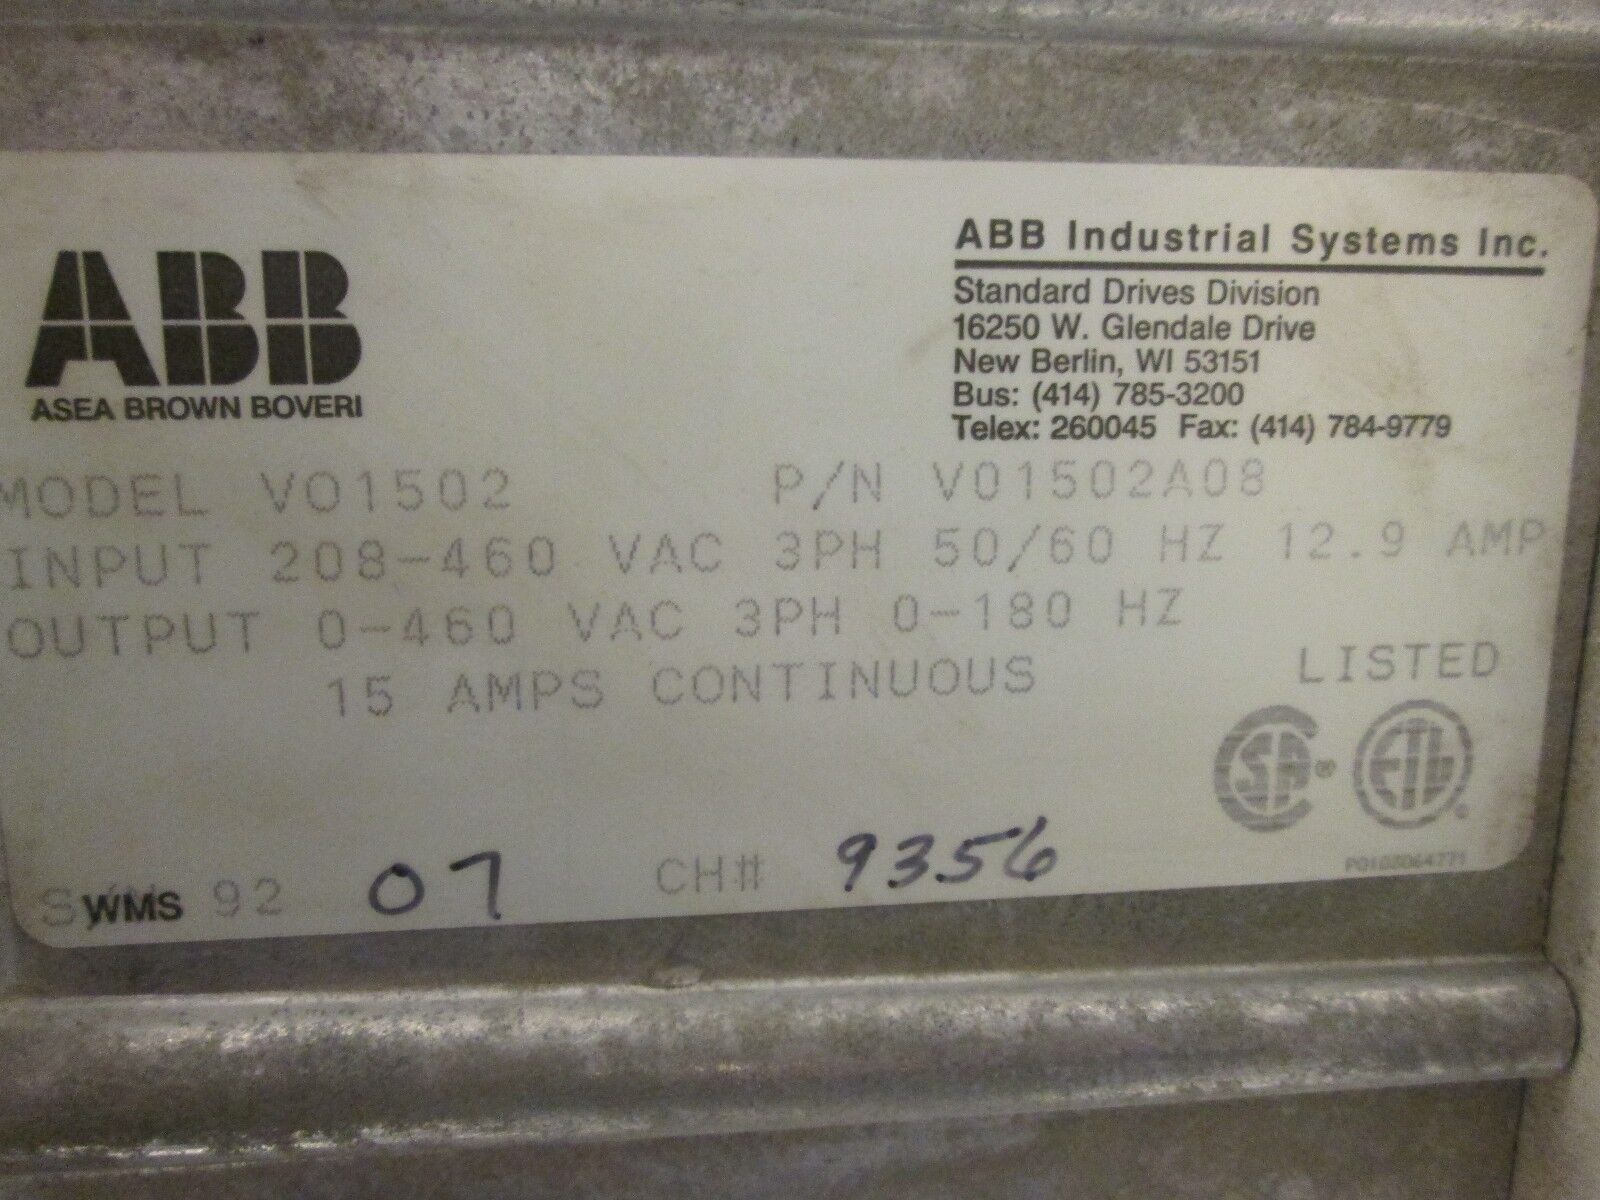 ABB
ASEA BROWN BOVERI
ABB Industrial Systems Inc.
Standard Drives Division
16250 W. Glendale Drive
New Berlin, WI 53151
Bus: (414) 785-3200
Telex: 260045 Fax: (414) 784-9779
MODEL VO1502 P/N V01502A08
INPUT 208-460 VAC 3PH 50/60 HZ 12.9 AMP
OUTPUT 0-460 VAC 3PH 0-180 HZ
15 AMPS CONTINUOUS
LISTED
CSA® ETL
S/N WMS 92 07 CH# 9356